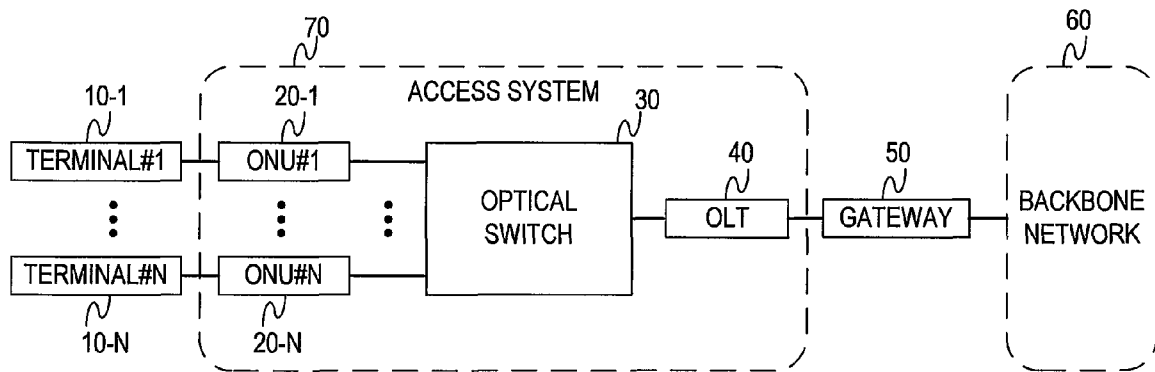 70
60
10-1
20-1
ACCESS SYSTEM
30
40
50
TERMINAL#1
ONU#1
OPTICAL
SWITCH
OLT
GATEWAY
BACKBONE
NETWORK
TERMINAL#N
ONU#N
10-N
20-N